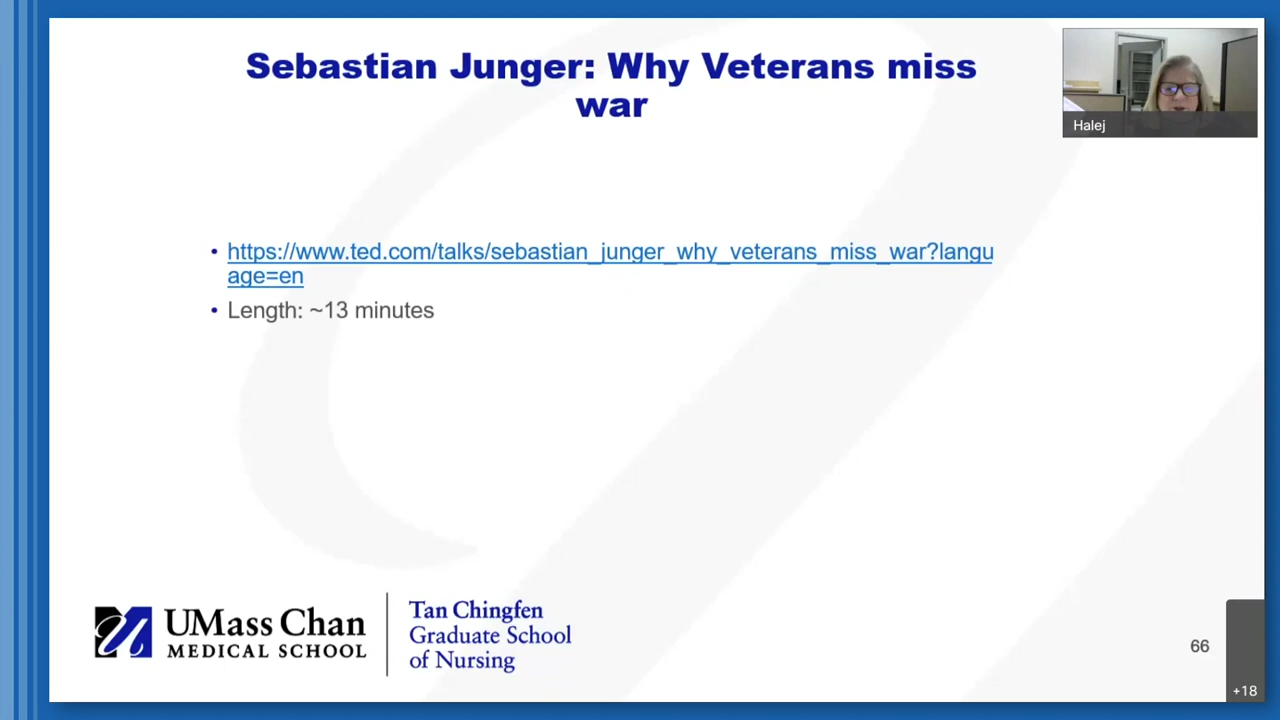 Sebastian Junger: Why Veterans miss
war
Halej
• https://www.ted.com/talks/sebastian_junger_why_veterans_miss_war?langu
age=en
• Length: ~13 minutes
UMass Chan
MEDICAL SCHOOL
Tan Chingfen
Graduate School
of Nursing
66
+18